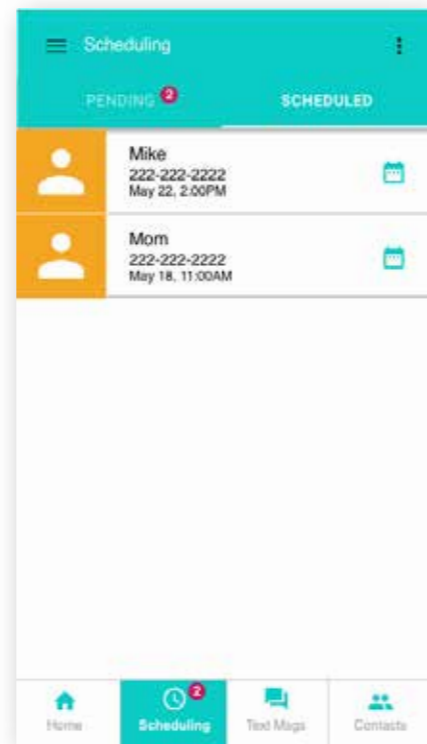 Scheduling
PENDING 2
SCHEDULED
Mike
222-222-2222
May 22, 2:00PM
Mom
222-222-2222
May 18, 11:00AM
2
Home
Scheduling
Text Msgs
Contacts